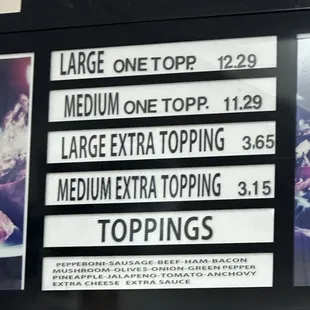 LARGE ONE TOPP. 12.29
MEDIUM ONE TOPP. 11.29
LARGE EXTRA TOPPING 3.65
MEDIUM EXTRA TOPPING 3.15
TOPPINGS
PEPPERONI-SAUSAGE-BEEF-HAM-BACON
MUSHROOM-OLIVES-ONION-GREEN PEPPER
PINEAPPLE-JALAPENO-TOMATO-ANCHOVY
EXTRA CHEESE EXTRA SAUCE